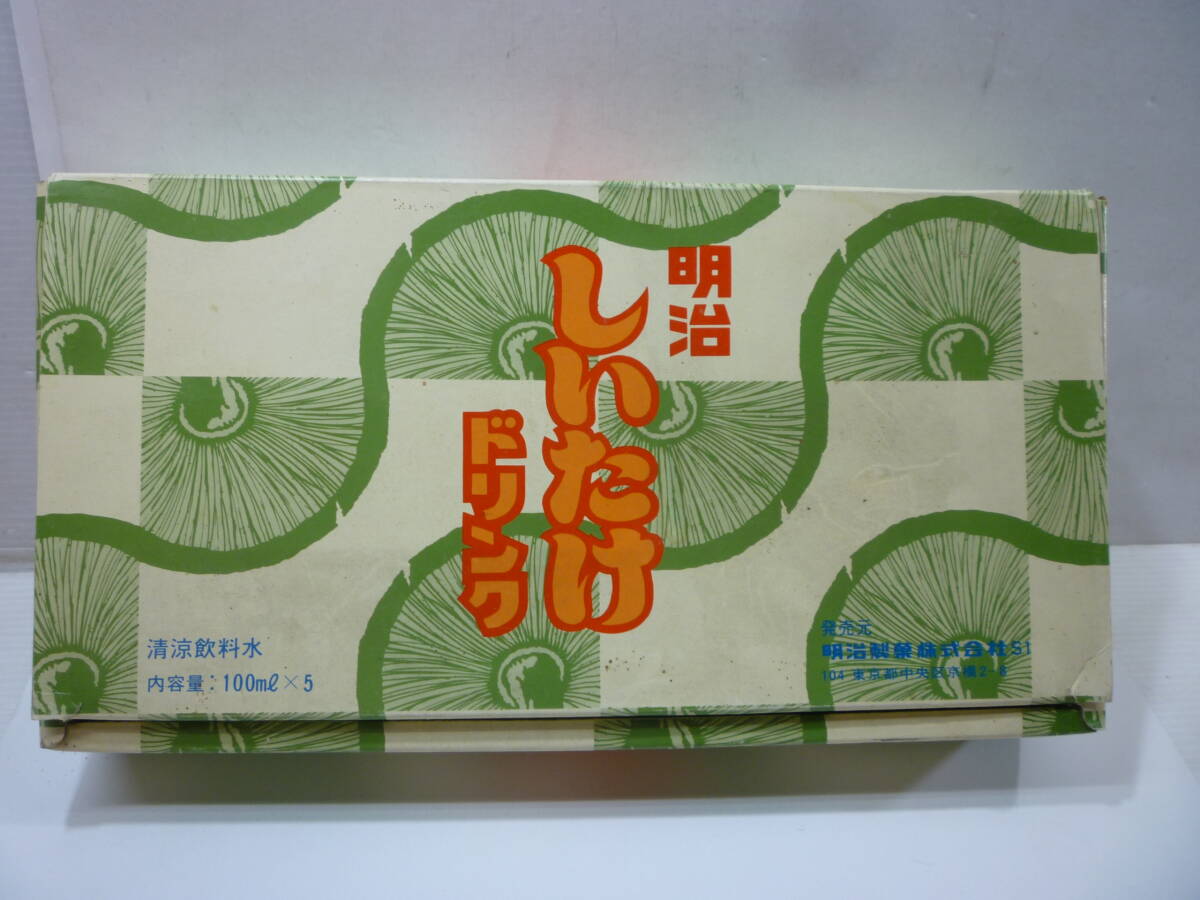 明治
しいたけ
ドリンク
清涼飲料水
内容量:100mℓ×5
発売元
明治製菓株式会社S1
104 東京都中央区京橋2-8